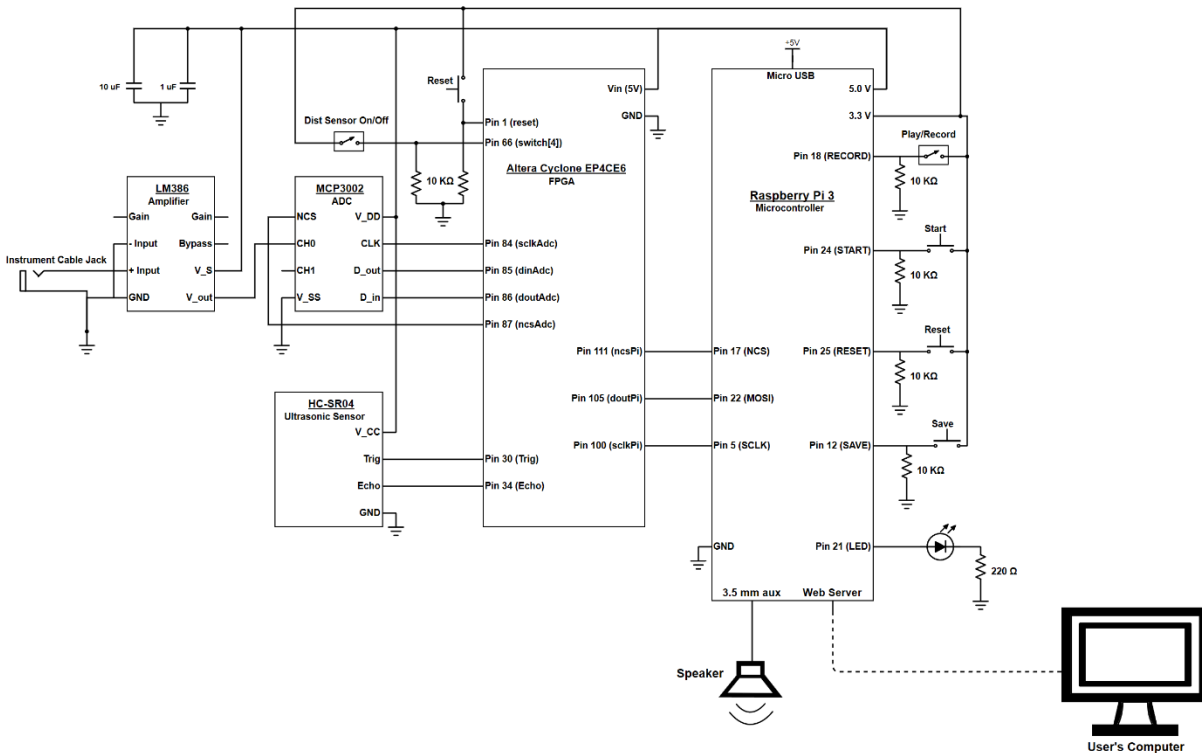 +5V
Micro USB
10 uF
1 uF
Reset
Vin (5V)
5.0 V
GND
3.3 V
Dist Sensor On/Off
Pin 1 (reset)
Play/Record
Pin 66 (switch[4])
Pin 18 (RECORD)
Altera Cyclone EP4CE6
FPGA
10 KΩ
10 KΩ
LM386
Amplifier
MCP3002
ADC
Raspberry Pi 3
Microcontroller
Gain
Gain
NCS
V_DD
- Input
Bypass
CH0
CLK
Pin 84 (sclkAdc)
Start
Pin 24 (START)
Instrument Cable Jack
+ Input
V_S
CH1
D_out
Pin 85 (dinAdc)
10 KΩ
GND
V_out
V_SS
D_in
Pin 86 (doutAdc)
Pin 87 (ncsAdc)
Reset
Pin 111 (ncsPi)
Pin 17 (NCS)
Pin 25 (RESET)
10 KΩ
HC-SR04
Ultrasonic Sensor
Pin 105 (doutPi)
Pin 22 (MOSI)
V_CC
Save
Pin 100 (sclkPi)
Pin 5 (SCLK)
Pin 12 (SAVE)
Trig
Pin 30 (Trig)
10 KΩ
Echo
Pin 34 (Echo)
GND
GND
Pin 21 (LED)
220 Ω
3.5 mm aux
Web Server
Speaker
User's Computer